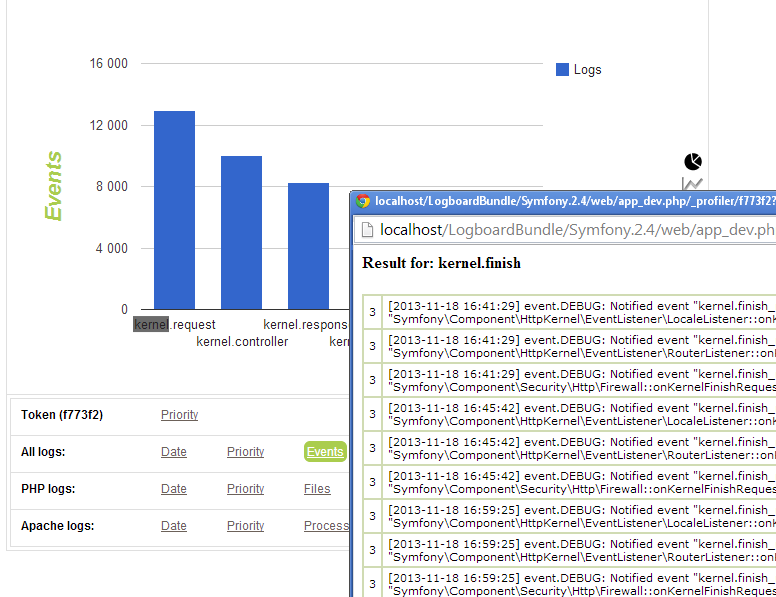 16 000
Logs
12 000
Events
8 000
4 000
0
kernel.request
kernel.respons
kernel.controller
ker
Token (f773f2)
Priority
All logs:
Date
Priority
Events
PHP logs:
Date
Priority
Files
Apache logs:
Date
Priority
Process
localhost/LogboardBundle/Symfony.2.4/web/app_dev.php/_profiler/f773f2?
localhost/LogboardBundle/Symfony.2.4/web/app_dev.ph
Result for: kernel.finish
3
[2013-11-18 16:41:29] event.DEBUG: Notified event "kernel.finish_
"Symfony\Component\HttpKernel\EventListener\LocaleListener::onK
3
[2013-11-18 16:41:29] event.DEBUG: Notified event "kernel.finish_
"Symfony\Component\HttpKernel\EventListener\RouterListener::onK
3
[2013-11-18 16:41:29] event.DEBUG: Notified event "kernel.finish_
"Symfony\Component\Security\Http\Firewall::onKernelFinishReques
3
[2013-11-18 16:45:42] event.DEBUG: Notified event "kernel.finish_
"Symfony\Component\HttpKernel\EventListener\LocaleListener::onK
3
[2013-11-18 16:45:42] event.DEBUG: Notified event "kernel.finish_
"Symfony\Component\HttpKernel\EventListener\RouterListener::onK
3
[2013-11-18 16:45:42] event.DEBUG: Notified event "kernel.finish_
"Symfony\Component\Security\Http\Firewall::onKernelFinishReques
3
[2013-11-18 16:59:25] event.DEBUG: Notified event "kernel.finish_
"Symfony\Component\HttpKernel\EventListener\LocaleListener::onK
3
[2013-11-18 16:59:25] event.DEBUG: Notified event "kernel.finish_
"Symfony\Component\HttpKernel\EventListener\RouterListener::onK
3
[2013-11-18 16:59:25] event.DEBUG: Notified event "kernel.finish_
"Symfony\Component\Security\Http\Firewall::onKernelFinishReques